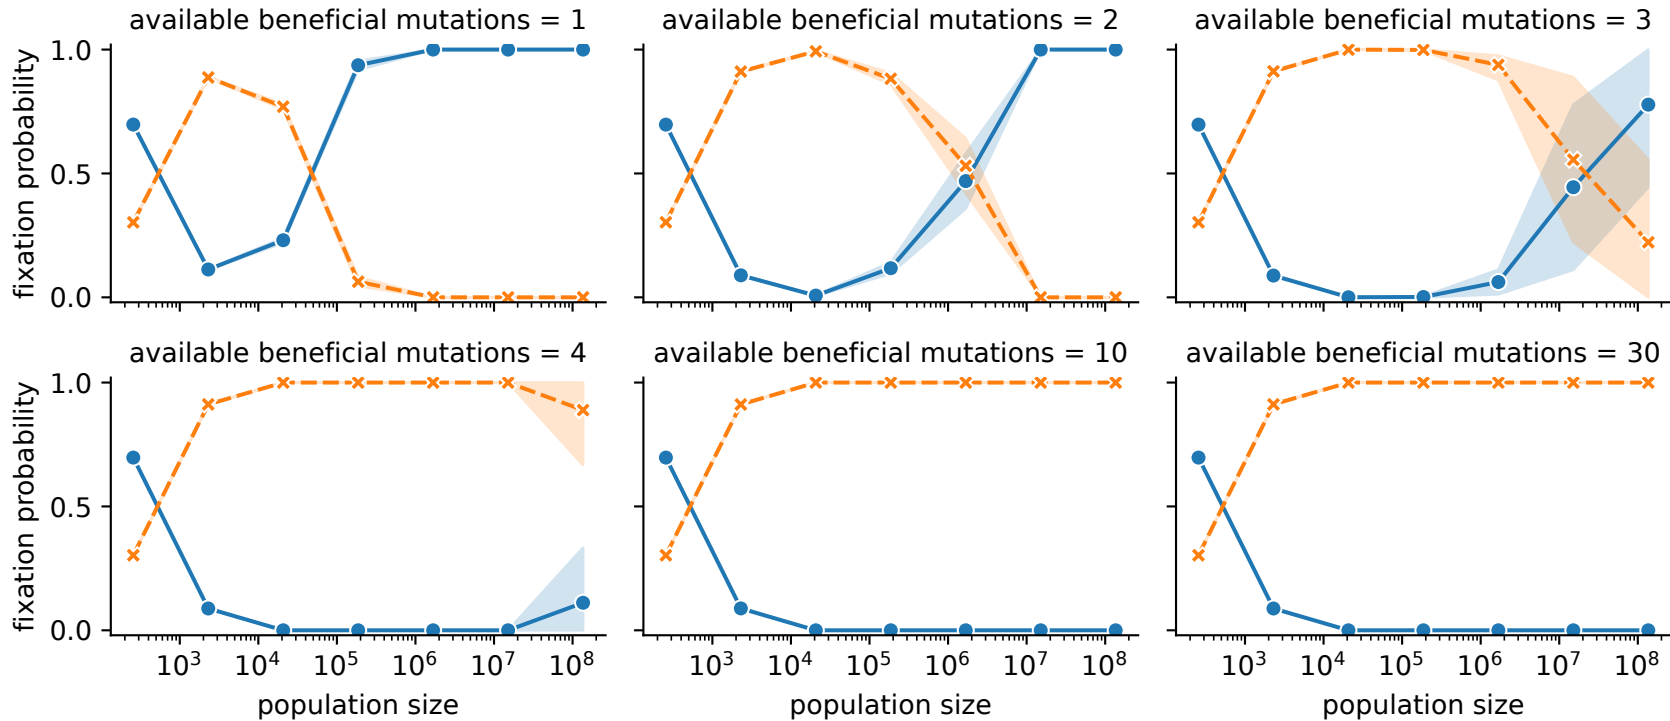 available beneficial mutations = 1
available beneficial mutations = 2
available beneficial mutations = 3
fixation probability
1.0
0.5
0.0
available beneficial mutations = 4
available beneficial mutations = 10
available beneficial mutations = 30
fixation probability
1.0
0.5
0.0
10³ 10⁴ 10⁵ 10⁶ 10⁷ 10⁸
10³ 10⁴ 10⁵ 10⁶ 10⁷ 10⁸
10³ 10⁴ 10⁵ 10⁶ 10⁷ 10⁸
population size
population size
population size